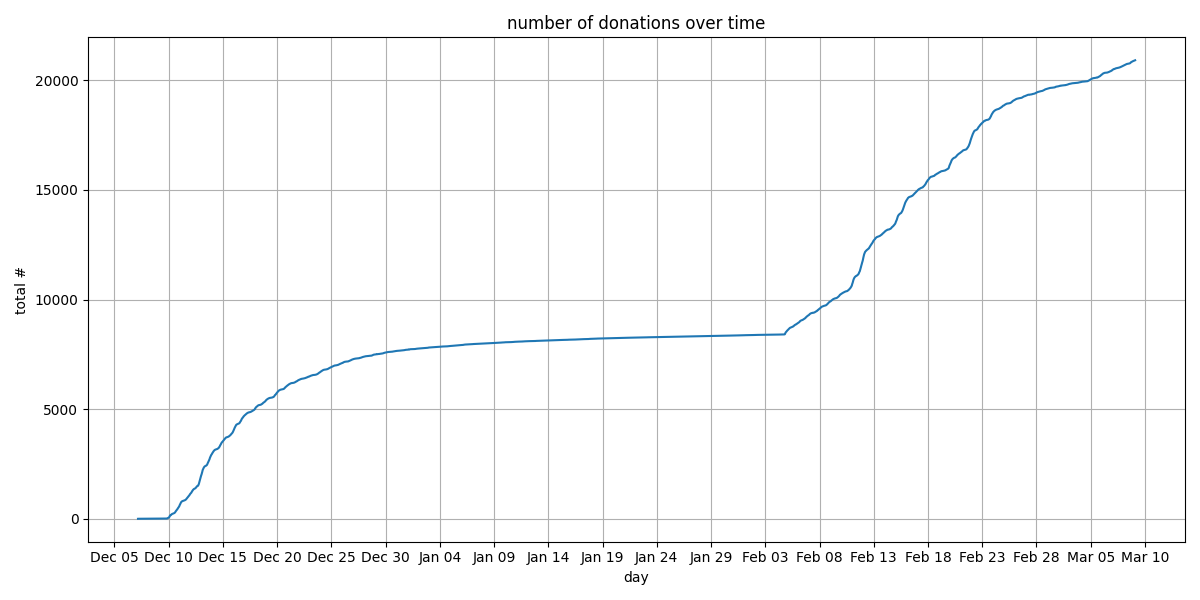 number of donations over time
total #
20000
15000
10000
5000
0
Dec 05 Dec 10 Dec 15 Dec 20 Dec 25 Dec 30 Jan 04 Jan 09 Jan 14 Jan 19 Jan 24 Jan 29 Feb 03 Feb 08 Feb 13 Feb 18 Feb 23 Feb 28 Mar 05 Mar 10
day